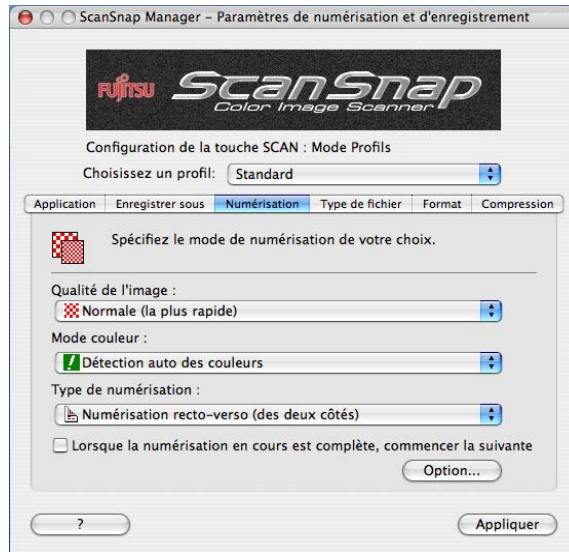 ScanSnap Manager – Paramètres de numérisation et d'enregistrement
FUJITSU ScanSnap
Color Image Scanner
Configuration de la touche SCAN : Mode Profils
Choisissez un profil: Standard
Application Enregistrer sous Numérisation Type de fichier Format Compression
Spécifiez le mode de numérisation de votre choix.
Qualité de l'image :
Normale (la plus rapide)
Mode couleur :
Détection auto des couleurs
Type de numérisation :
Numérisation recto-verso (des deux côtés)
Lorsque la numérisation en cours est complète, commencer la suivante
Option...
? Appliquer